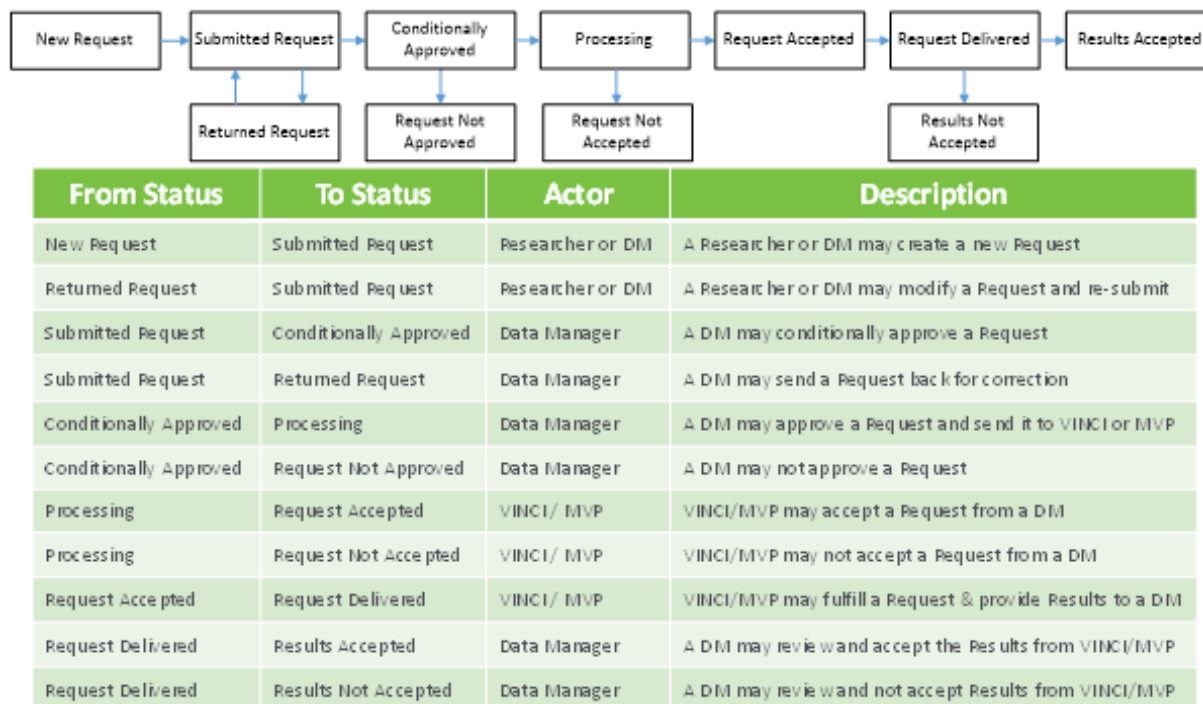 New Request
Submitted Request
Conditionally
Approved
Processing
Request Accepted
Request Delivered
Results Accepted
Returned Request
Request Not
Approved
Request Not
Accepted
Results Not
Accepted
From Status To Status Actor Description
New Request Submitted Request Researcher or DM A Researcher or DM may create a new Request
Returned Request Submitted Request Researcher or DM A Researcher or DM may modify a Request and re-submit
Submitted Request Conditionally Approved Data Manager A DM may conditionally approve a Request
Submitted Request Returned Request Data Manager A DM may send a Request back for correction
Conditionally Approved Processing Data Manager A DM may approve a Request and send it to VINCI or MVP
Conditionally Approved Request Not Approved Data Manager A DM may not approve a Request
Processing Request Accepted VINCI/ MVP VINCI/MVP may accept a Request from a DM
Processing Request Not Accepted VINCI/ MVP VINCI/MVP may not accept a Request from a DM
Request Accepted Request Delivered VINCI/ MVP VINCI/MVP may fulfill a Request & provide Results to a DM
Request Delivered Results Accepted Data Manager A DM may review and accept the Results from VINCI/MVP
Request Delivered Results Not Accepted Data Manager A DM may review and not accept Results from VINCI/MVP